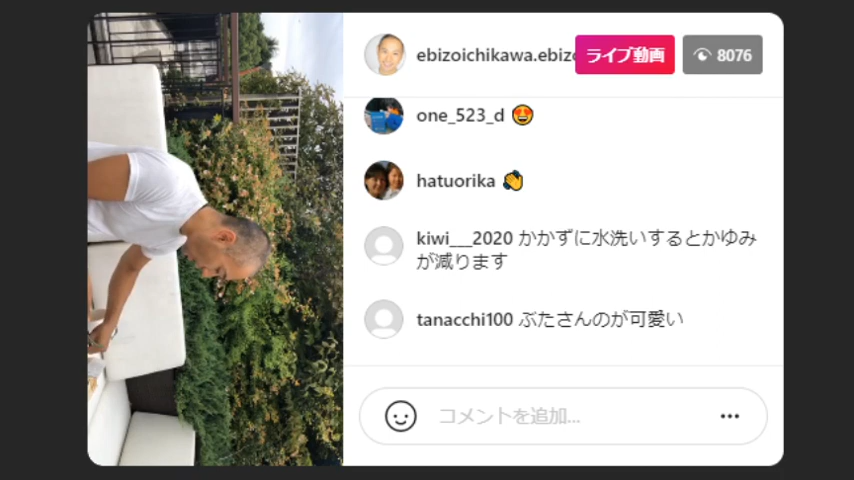 ebizoichikawa.ebizo
ライブ動画
8076
one_523_d 😍
hatuorika 👏
kiwi__2020 かかずに水洗いするとかゆみ
が減ります
tanacchi100 ぶたさんのが可愛い
コメントを追加...